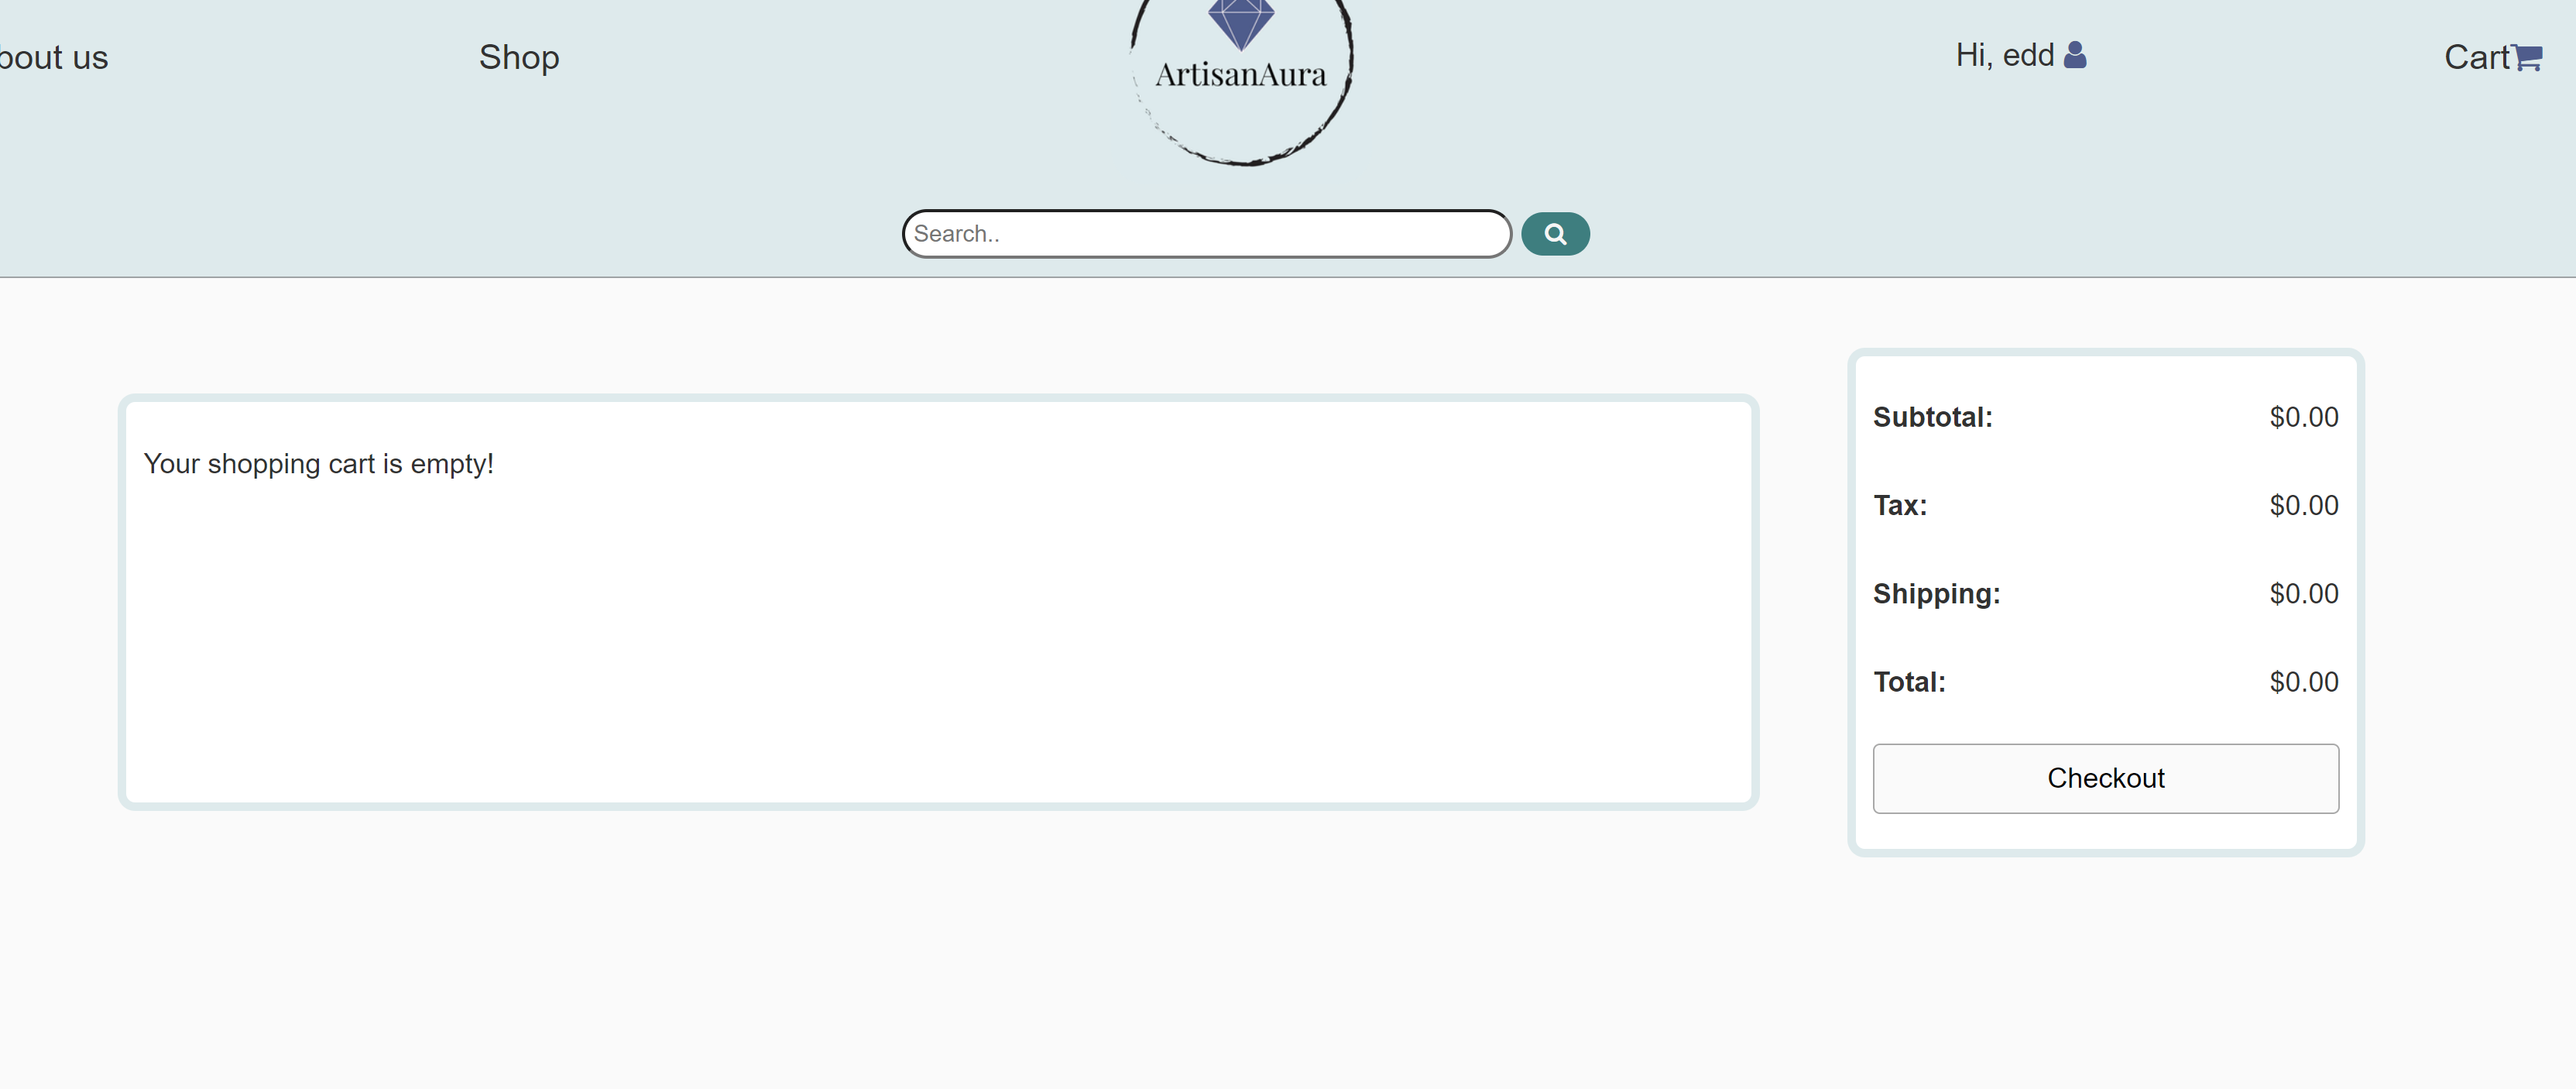 bout us
Shop
ArtisanAura
Hi, edd
Cart
Search..
Your shopping cart is empty!
Subtotal: $0.00
Tax: $0.00
Shipping: $0.00
Total: $0.00
Checkout